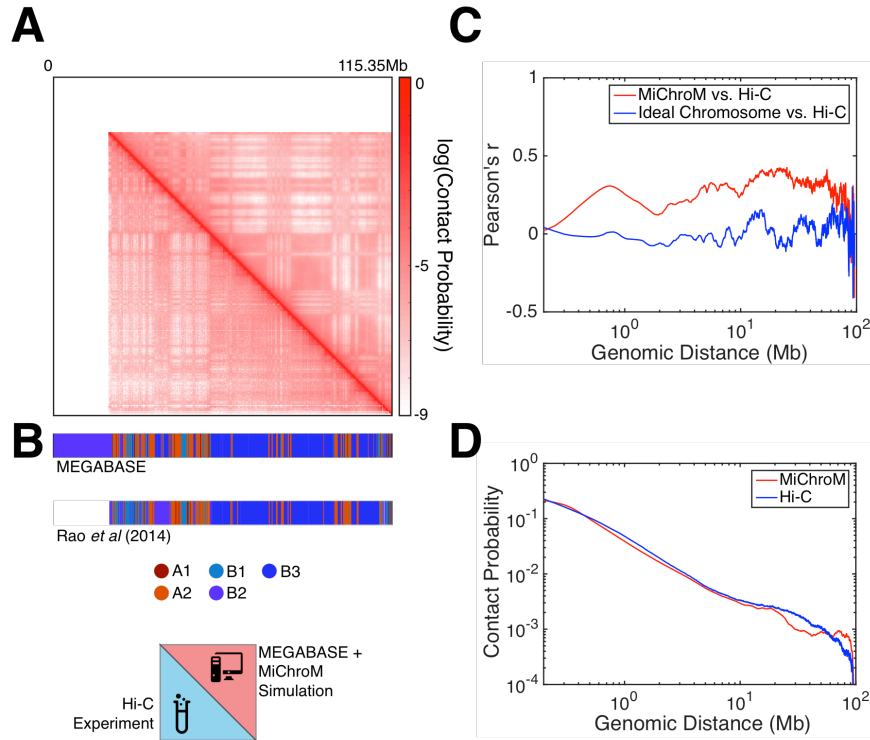 A
0
115.35Mb
0
-5
-9
log(Contact Probability)
B
MEGABASE
Rao et al (2014)
A1
B1
B3
A2
B2
Hi-C
Experiment
MEGABASE +
MiChroM
Simulation
C
1
0.5
0
-0.5
Pearson's r
MiChroM vs. Hi-C
Ideal Chromosome vs. Hi-C
10^0
10^1
10^2
Genomic Distance (Mb)
D
10^0
10^-1
10^-2
10^-3
10^-4
Contact Probability
MiChroM
Hi-C
10^0
10^1
10^2
Genomic Distance (Mb)